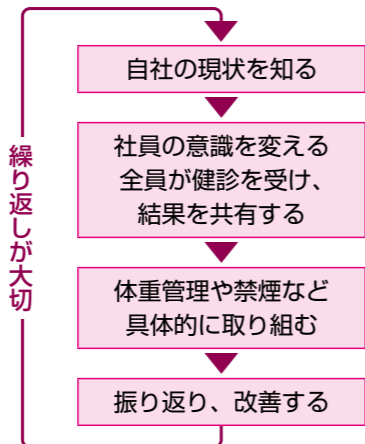 自社の現状を知る
社員の意識を変える
全員が健診を受け、
結果を共有する
体重管理や禁煙など
具体的に取り組む
振り返り、改善する
繰り返しが大切